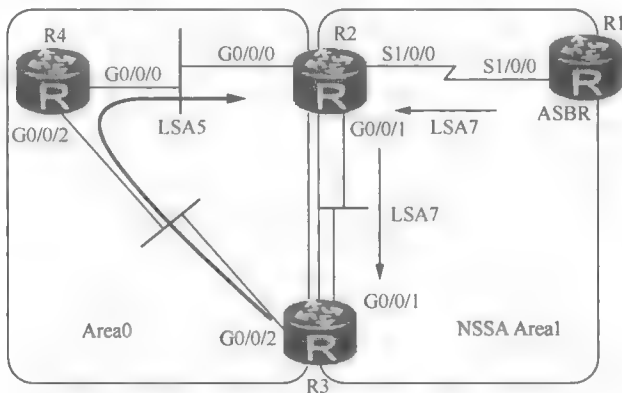 R4
R2
R1
G0/0/0
G0/0/0
S1/0/0
S1/0/0
R
R
R
ASBR
G0/0/2
LSA5
G0/0/1
LSA7
LSA7
G0/0/1
Area0
G0/0/2
NSSA Area1
R
R3